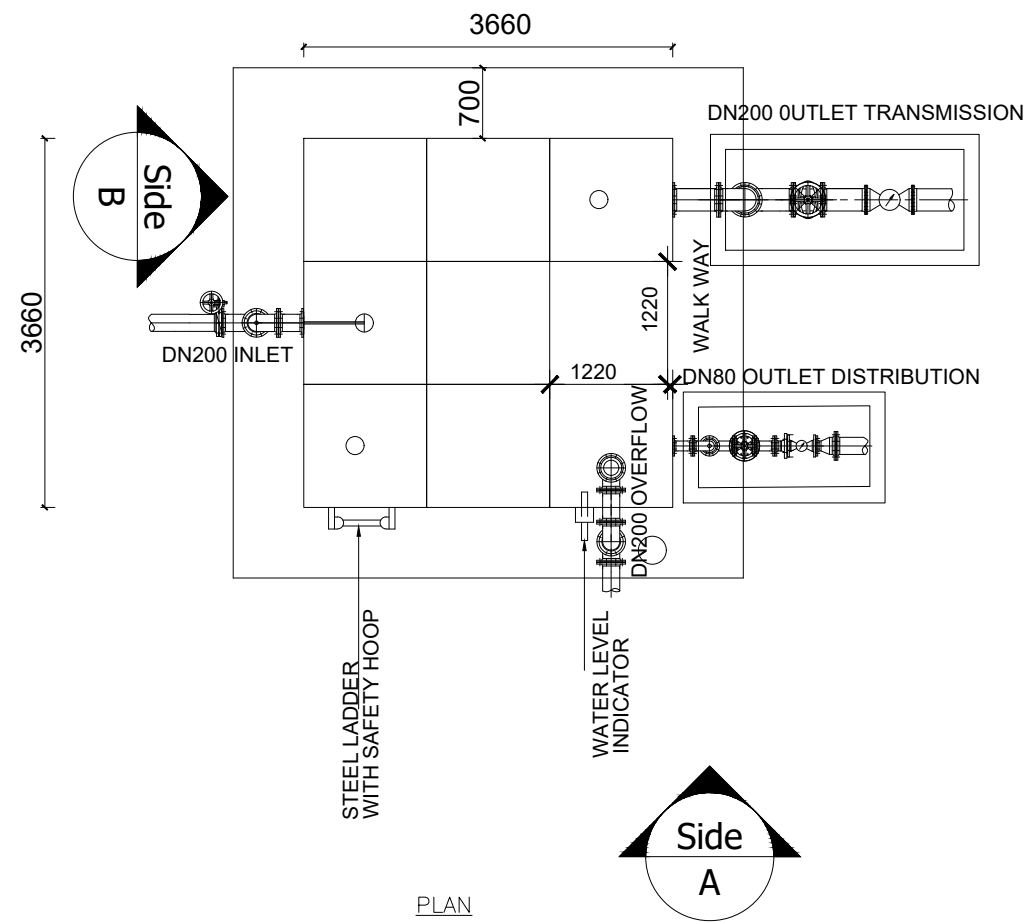 3660
700
DN200 0UTLET TRANSMISSION
Side
B
3660
1220
WALK WAY
DN200 INLET
1220
DN80 OUTLET DISTRIBUTION
DN200 OVERFLOW
STEEL LADDER
WITH SAFETY HOOP
WATER LEVEL
INDICATOR
Side
A
PLAN